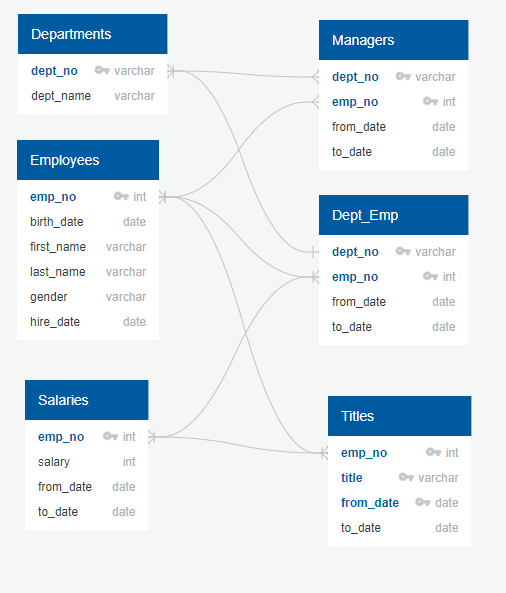 Departments
dept_no varchar
dept_name varchar
Employees
emp_no int
birth_date date
first_name varchar
last_name varchar
gender varchar
hire_date date
Salaries
emp_no int
salary int
from_date date
to_date date
Managers
dept_no varchar
emp_no int
from_date date
to_date date
Dept_Emp
dept_no varchar
emp_no int
from_date date
to_date date
Titles
emp_no int
title varchar
from_date date
to_date date